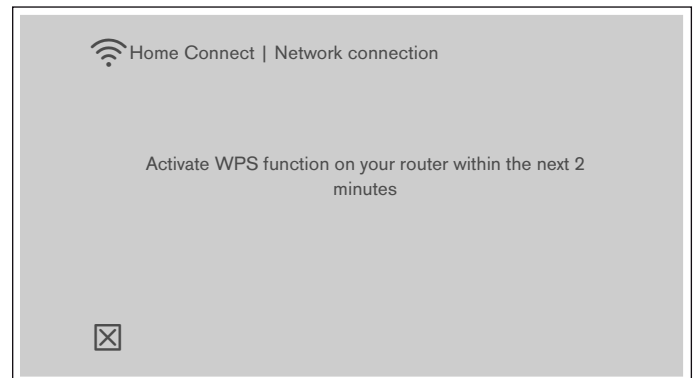 Home Connect | Network connection
Activate WPS function on your router within the next 2
minutes